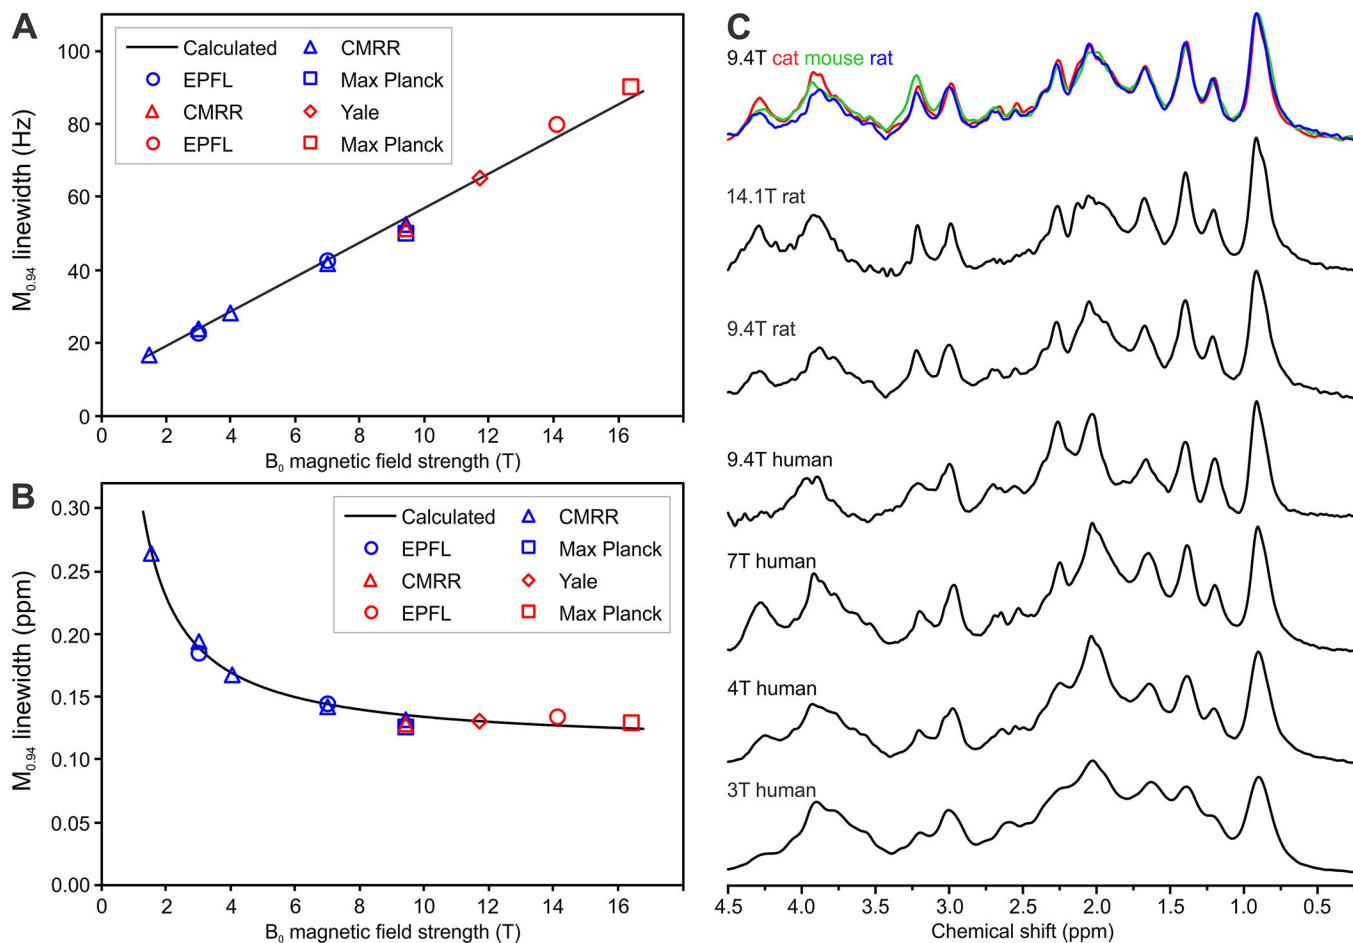 A
Calculated CMRR
EPFL Max Planck
CMRR Yale
EPFL Max Planck
M0.94 linewidth (Hz)
100
80
60
40
20
0
0 2 4 6 8 10 12 14 16
B0 magnetic field strength (T)
B
Calculated CMRR
EPFL Max Planck
CMRR Yale
EPFL Max Planck
M0.94 linewidth (ppm)
0.30
0.25
0.20
0.15
0.10
0.05
0.00
0 2 4 6 8 10 12 14 16
B0 magnetic field strength (T)
C
9.4T cat mouse rat
14.1T rat
9.4T rat
9.4T human
7T human
4T human
3T human
4.5 4.0 3.5 3.0 2.5 2.0 1.5 1.0 0.5
Chemical shift (ppm)